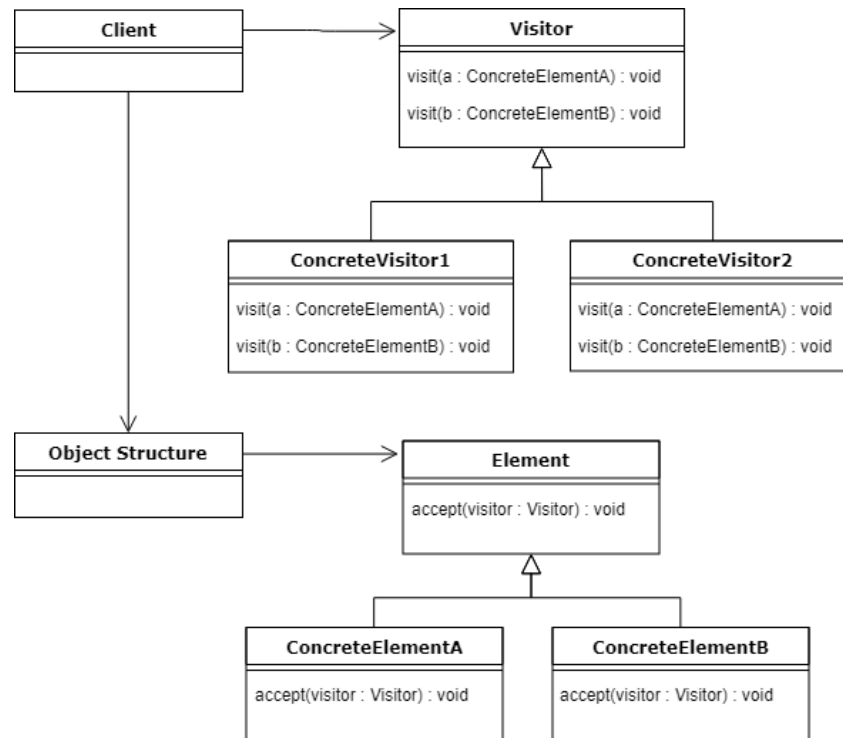 Client
Visitor
visit(a : ConcreteElementA) : void
visit(b : ConcreteElementB) : void
ConcreteVisitor1
visit(a : ConcreteElementA) : void
visit(b : ConcreteElementB) : void
ConcreteVisitor2
visit(a : ConcreteElementA) : void
visit(b : ConcreteElementB) : void
Object Structure
Element
accept(visitor : Visitor) : void
ConcreteElementA
accept(visitor : Visitor) : void
ConcreteElementB
accept(visitor : Visitor) : void